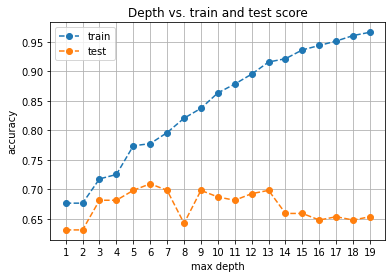 Depth vs. train and test score
train
test
accuracy
0.95
0.90
0.85
0.80
0.75
0.70
0.65
1 2 3 4 5 6 7 8 9 10 11 12 13 14 15 16 17 18 19
max depth